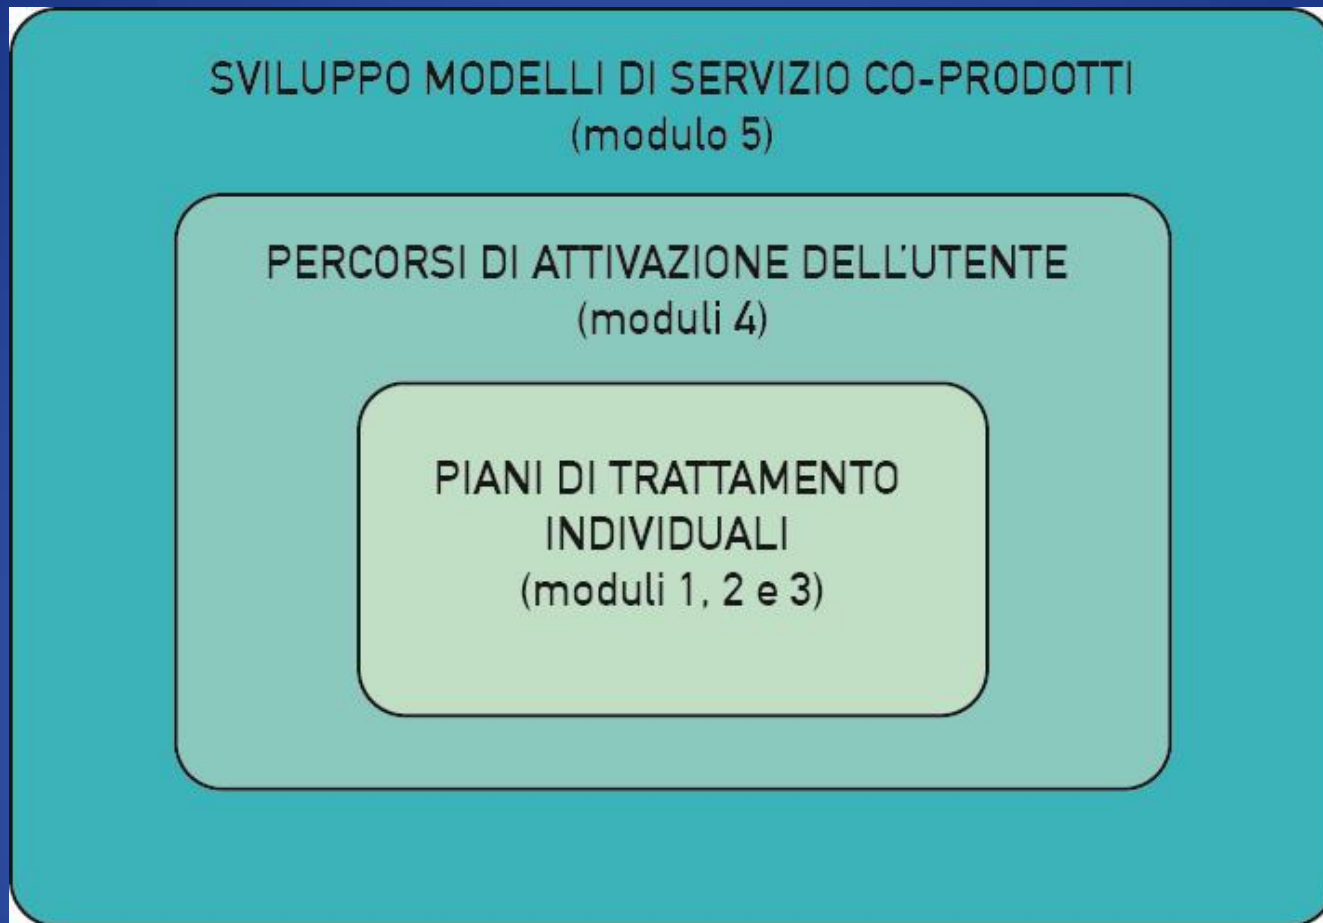 SVILUPPO MODELLI DI SERVIZIO CO-PRODOTTI
(modulo 5)
PERCORSI DI ATTIVAZIONE DELL'UTENTE
(moduli 4)
PIANI DI TRATTAMENTO
INDIVIDUALI
(moduli 1, 2 e 3)